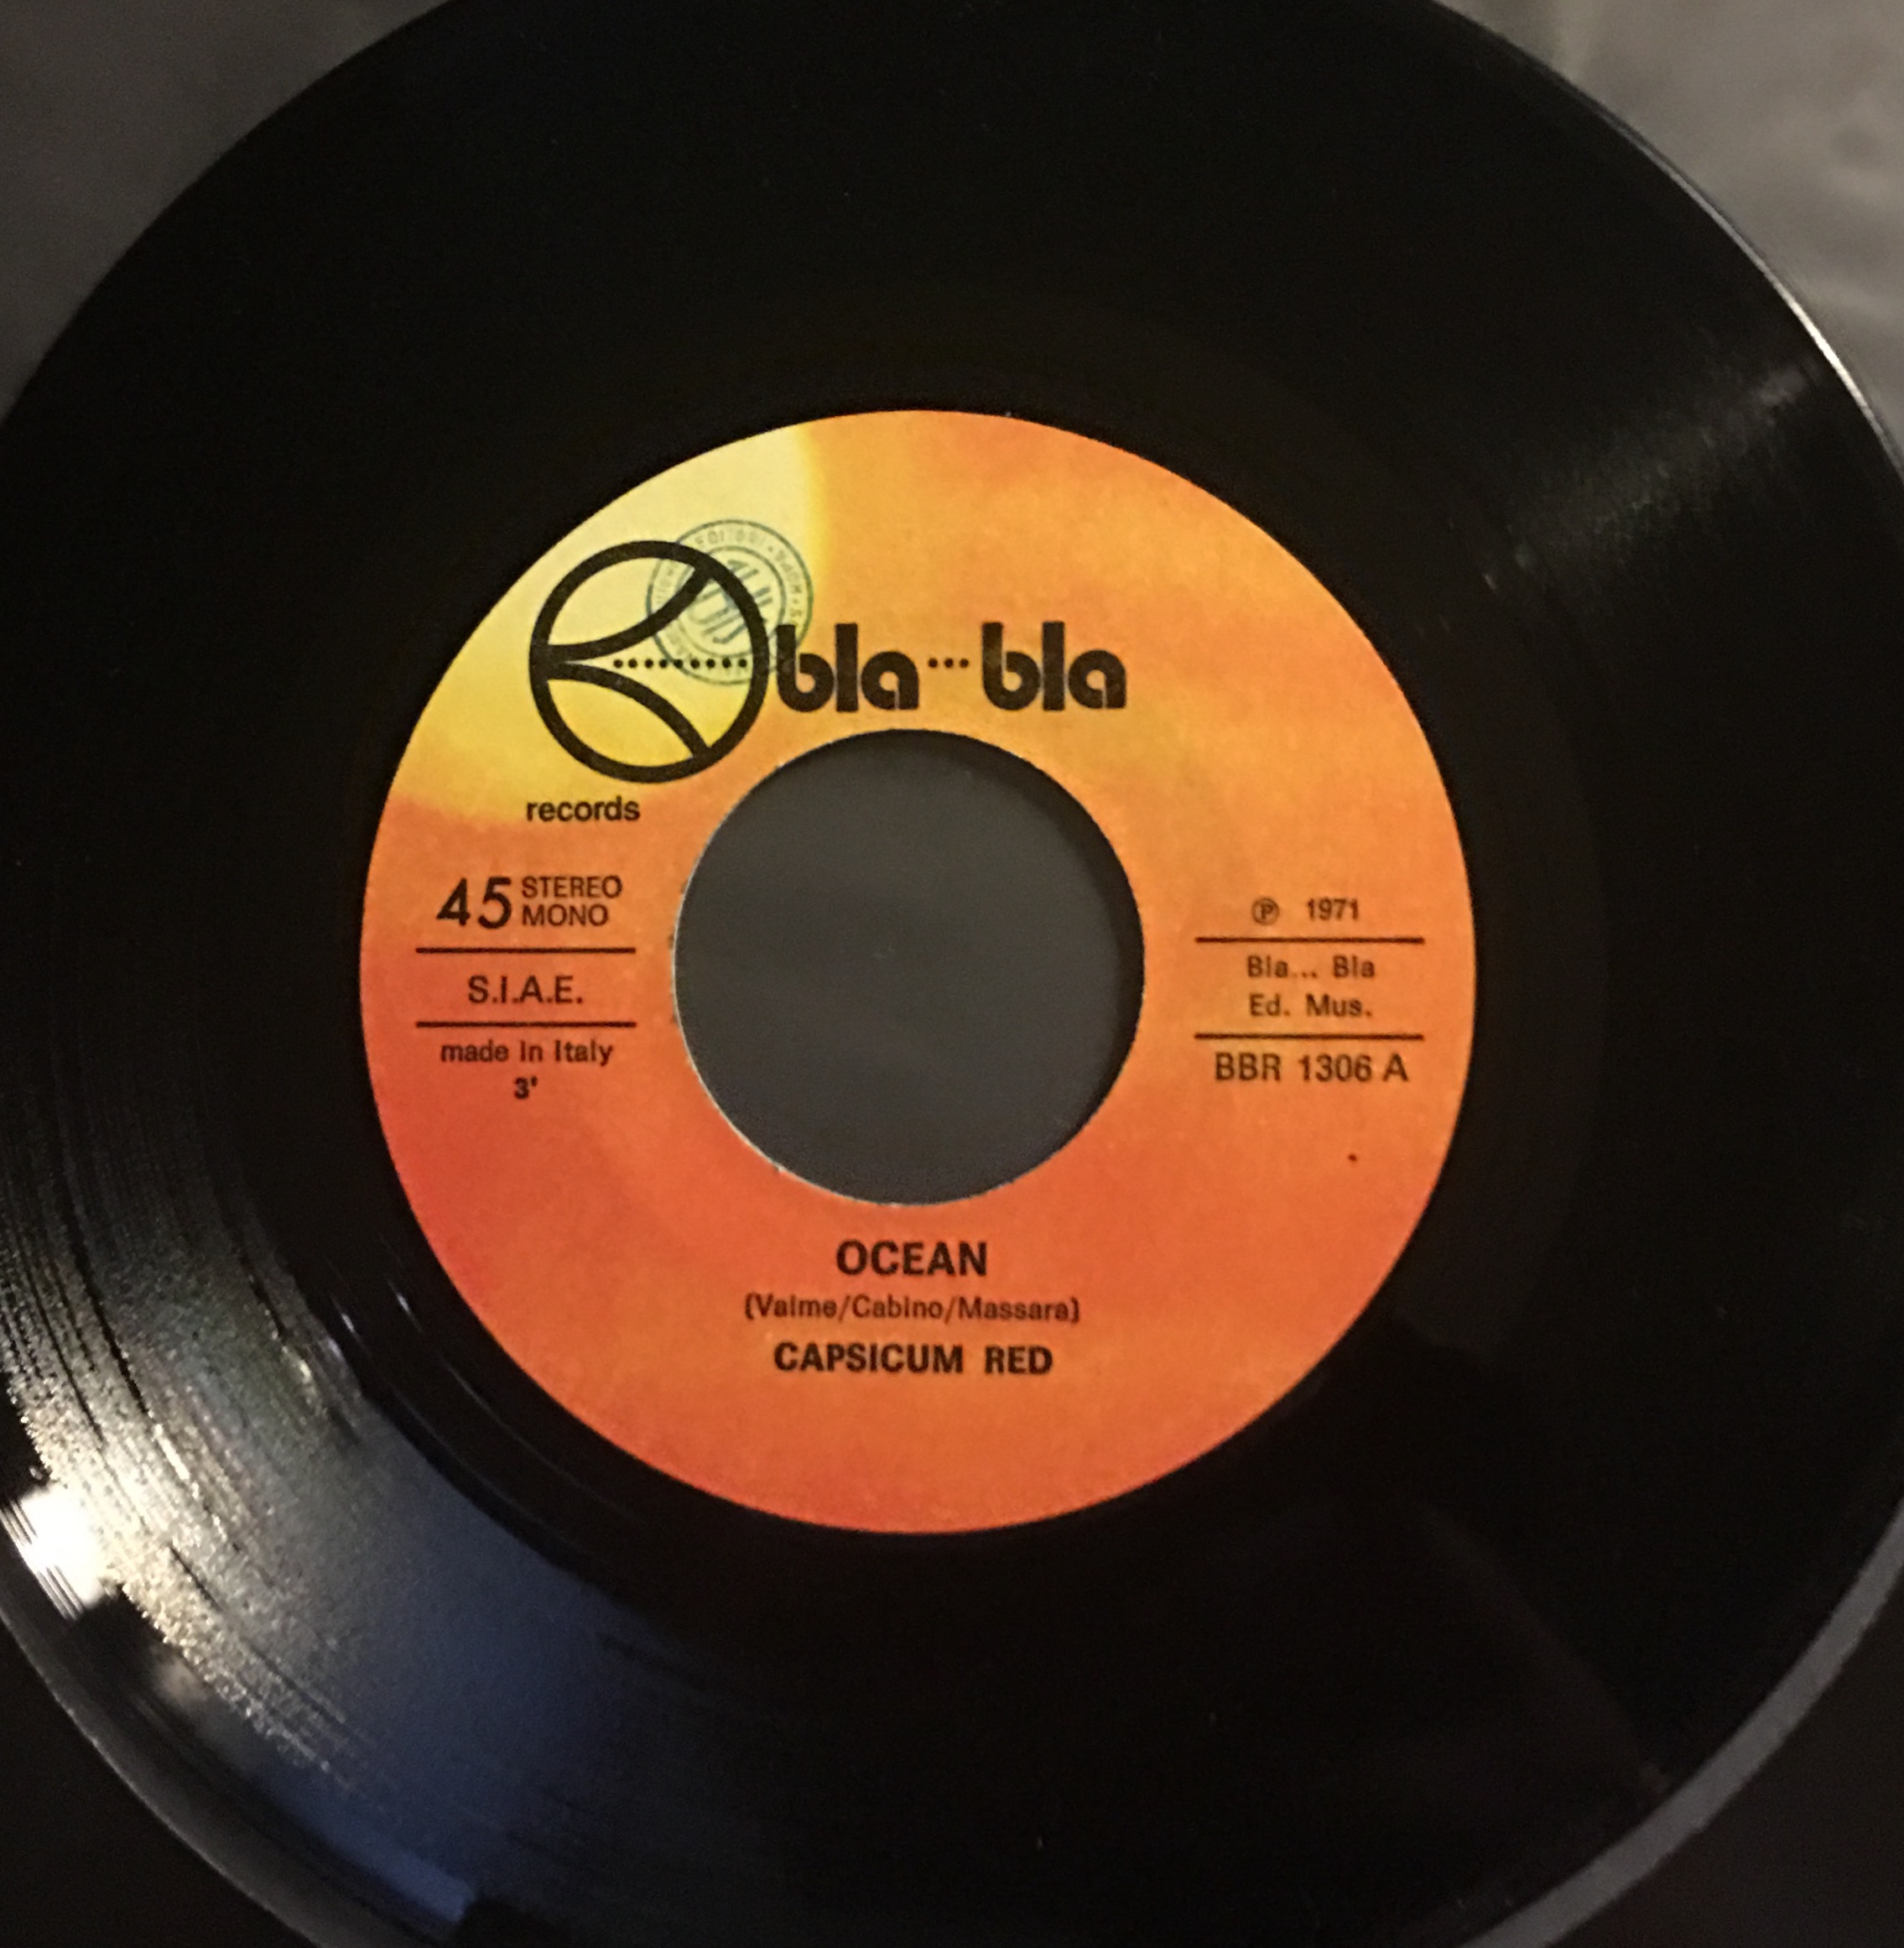 bla...bla
records
45 STEREO
MONO
S.I.A.E.
made in Italy
3'
℗ 1971
Bla... Bla
Ed. Mus.
BBR 1306 A
OCEAN
(Vaime/Cabino/Massara)
CAPSICUM RED